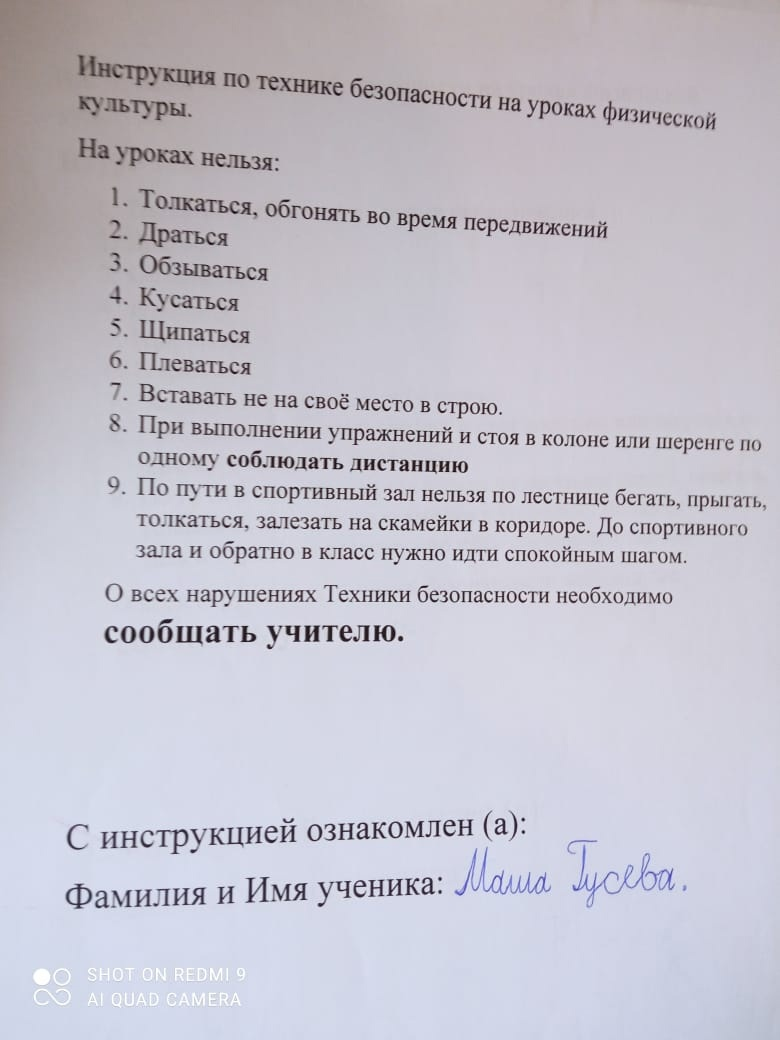 Инструкция по технике безопасности на уроках физической
культуры.
На уроках нельзя:
1. Толкаться, обгонять во время передвижений
2. Драться
3. Обзываться
4. Кусаться
5. Щипаться
6. Плеваться
7. Вставать не на своё место в строю.
8. При выполнении упражнений и стоя в колоне или шеренге по
одному соблюдать дистанцию
9. По пути в спортивный зал нельзя по лестнице бегать, прыгать,
толкаться, залезать на скамейки в коридоре. До спортивного
зала и обратно в класс нужно идти спокойным шагом.
О всех нарушениях Техники безопасности необходимо
сообщать учителю.
С инструкцией ознакомлен (а):
Фамилия и Имя ученика: Маша Гусева.
SHOT ON REDMI 9
AI QUAD CAMERA